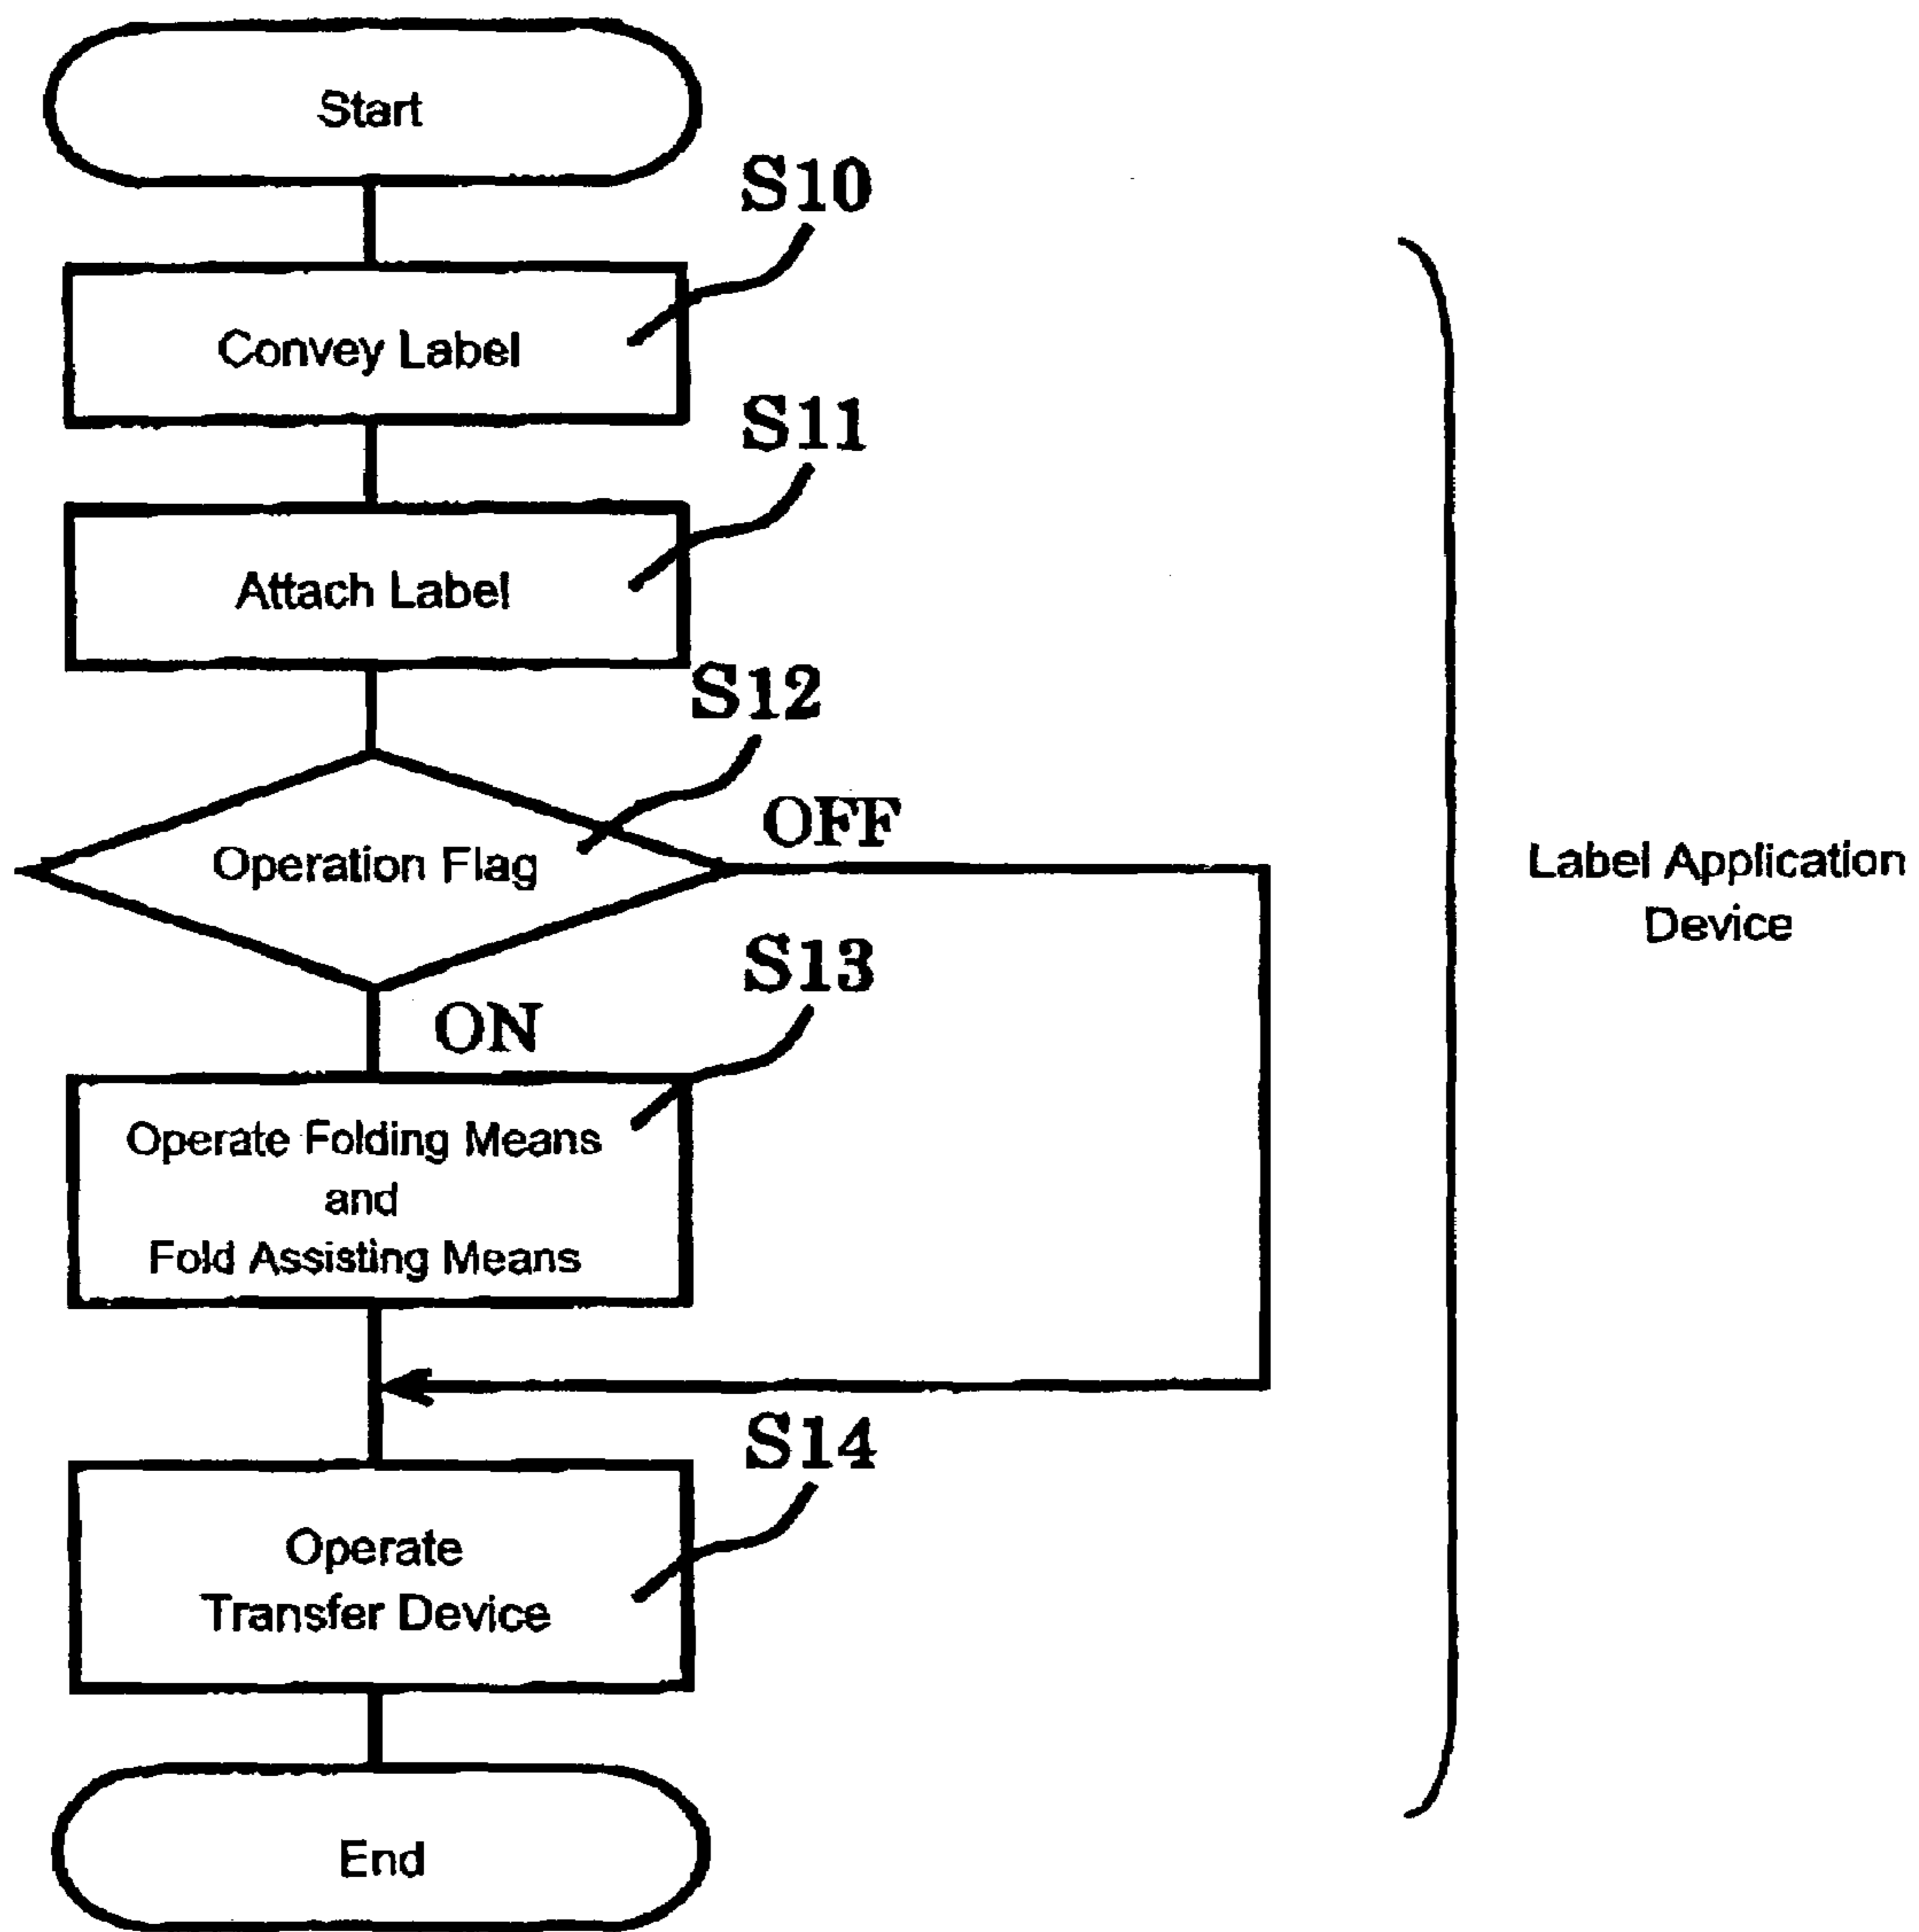 Start
S10
Convey Label
S11
Attach Label
S12
OFF
Operation Flag
Label Application
Device
S13
ON
Operate Folding Means
and
Fold Assisting Means
S14
Operate
Transfer Device
End